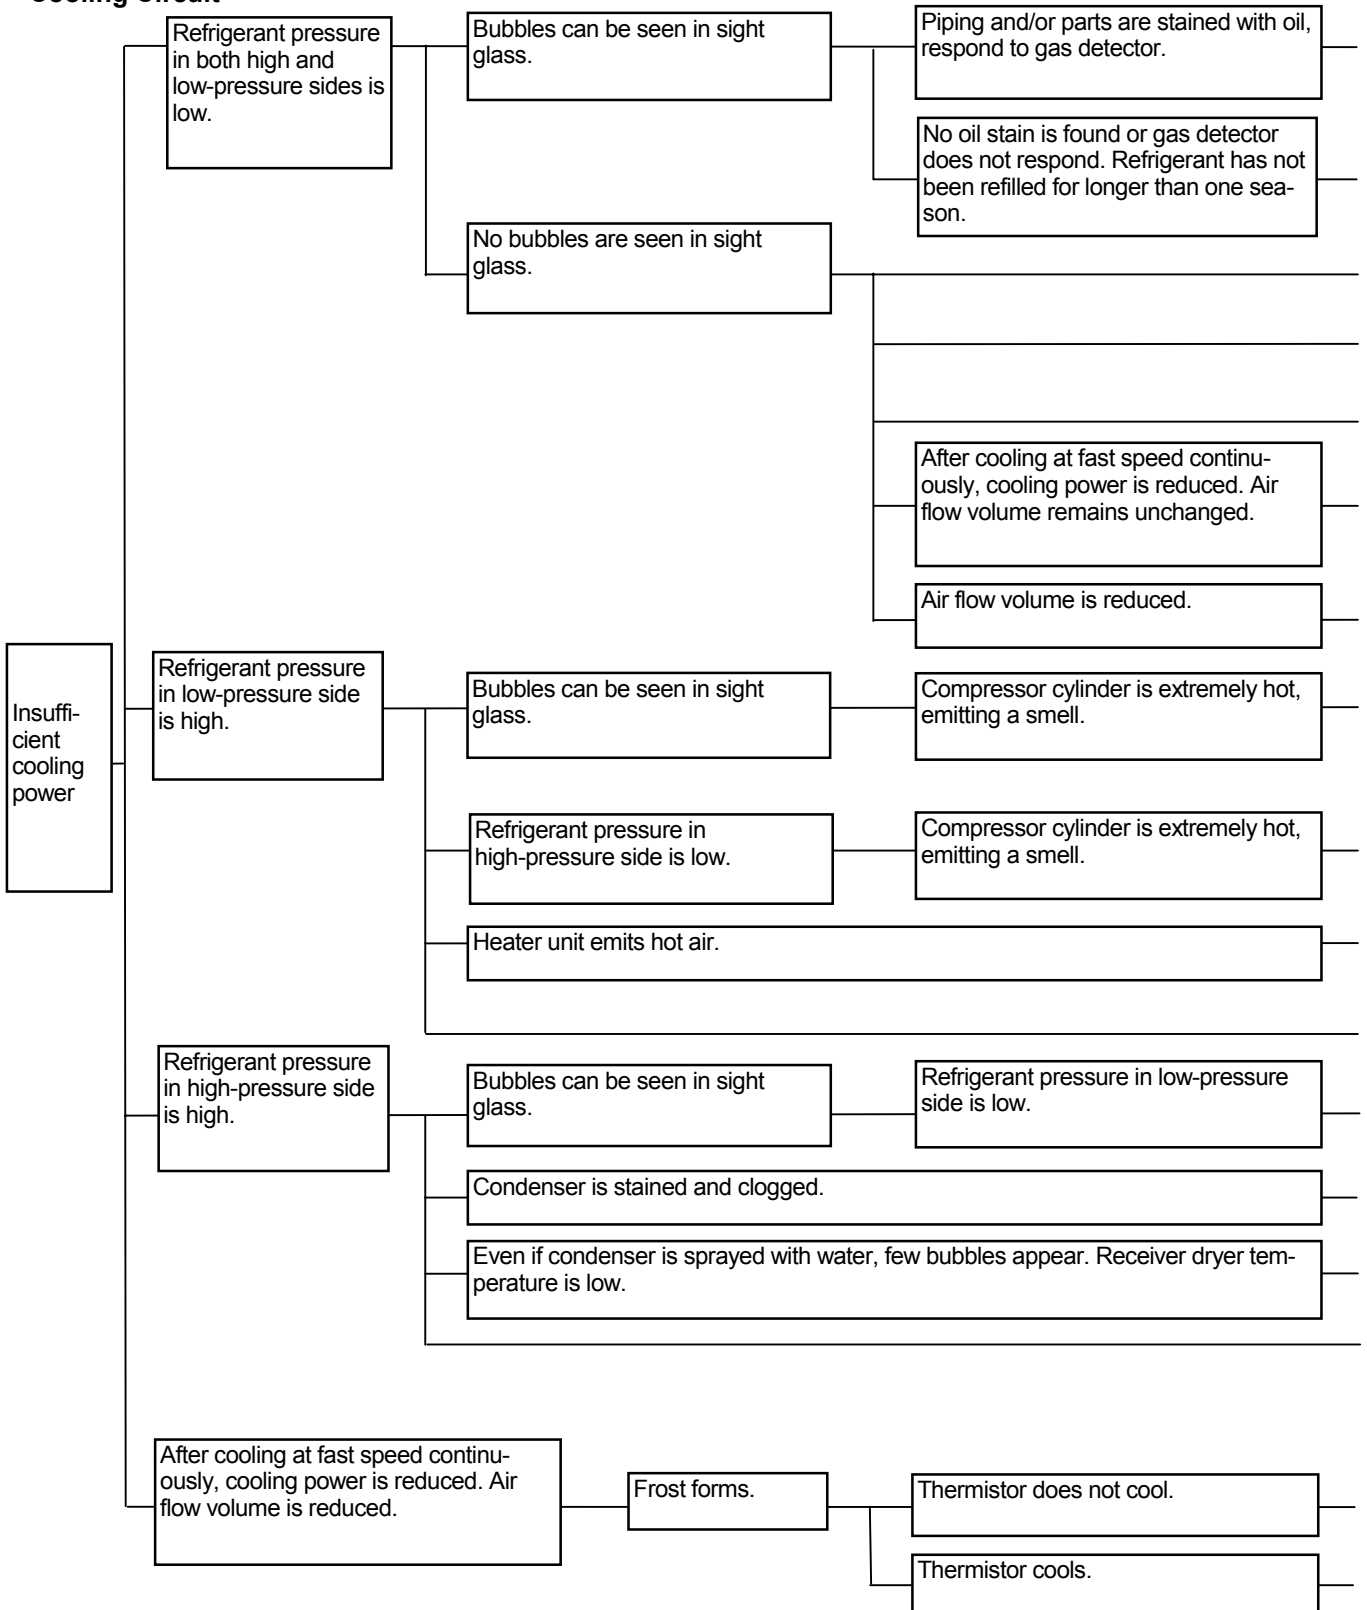 Cooling Circuit
Refrigerant pressure
in both high and
low-pressure sides is
low.
Bubbles can be seen in sight
glass.
Piping and/or parts are stained with oil,
respond to gas detector.
No oil stain is found or gas detector
does not respond. Refrigerant has not
been refilled for longer than one sea-
son.
No bubbles are seen in sight
glass.
After cooling at fast speed continu-
ously, cooling power is reduced. Air
flow volume remains unchanged.
Air flow volume is reduced.
Insuffi-
cient
cooling
power
Refrigerant pressure
in low-pressure side
is high.
Bubbles can be seen in sight
glass.
Compressor cylinder is extremely hot,
emitting a smell.
Refrigerant pressure in
high-pressure side is low.
Compressor cylinder is extremely hot,
emitting a smell.
Heater unit emits hot air.
Refrigerant pressure
in high-pressure side
is high.
Bubbles can be seen in sight
glass.
Refrigerant pressure in low-pressure
side is low.
Condenser is stained and clogged.
Even if condenser is sprayed with water, few bubbles appear. Receiver dryer tem-
perature is low.
After cooling at fast speed continu-
ously, cooling power is reduced. Air
flow volume is reduced.
Frost forms.
Thermistor does not cool.
Thermistor cools.